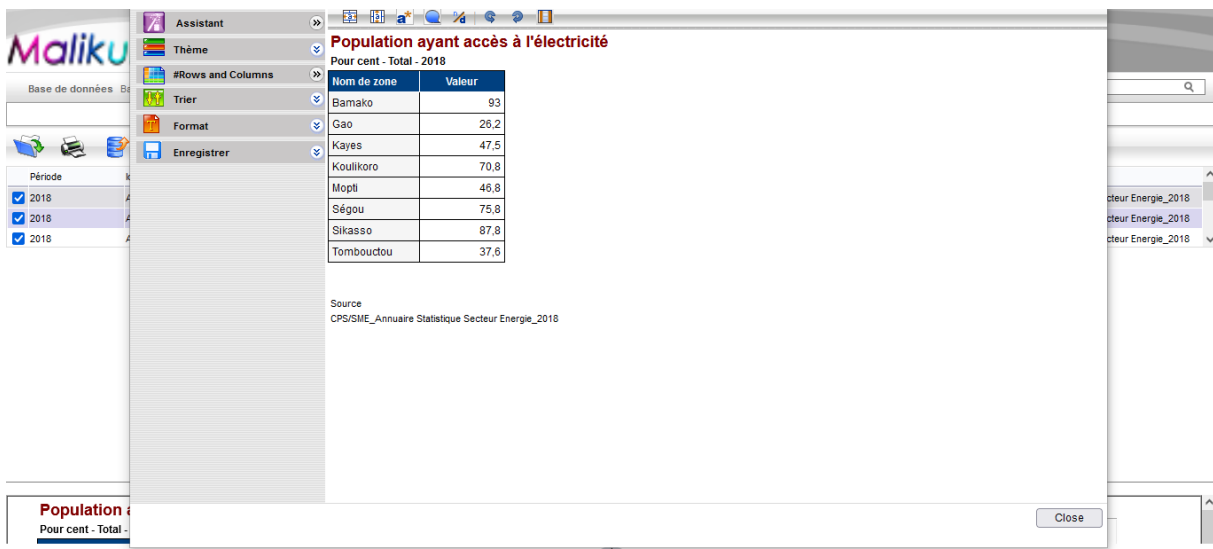 Maliku
Base de données
Période
2018
2018
2018
Assistant
Thème
#Rows and Columns
Trier
Format
Enregistrer
Population ayant accès à l'électricité
Pour cent - Total - 2018
Nom de zone Valeur
Bamako 93
Gao 26,2
Kayes 47,5
Koulikoro 70,8
Mopti 46,8
Ségou 75,8
Sikasso 87,8
Tombouctou 37,6
Source
CPS/SME_Annuaire Statistique Secteur Energie_2018
cteur Energie_2018
cteur Energie_2018
cteur Energie_2018
Close
Population
Pour cent - Total -